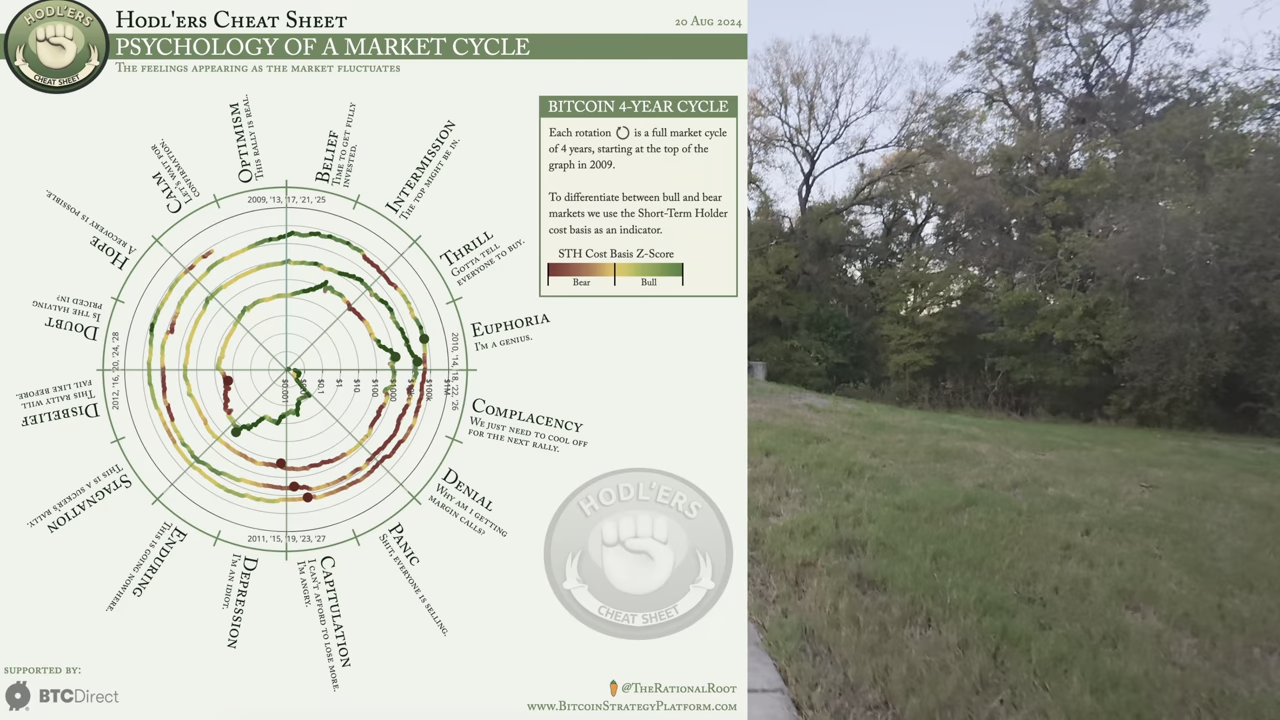 HODL'ERS
CHEAT SHEET
Hodl'ers Cheat Sheet
20 Aug 2024
PSYCHOLOGY OF A MARKET CYCLE
The feelings appearing as the market fluctuates
BITCOIN 4-YEAR CYCLE
Each rotation is a full market cycle
of 4 years, starting at the top of the
graph in 2009.
To differentiate between bull and bear
markets we use the Short-Term Holder
cost basis as an indicator.
STH Cost Basis Z-Score
Bear Bull
Optimism
This rally is real.
Belief
Time to get fully
invested.
Intermission
The top might be in.
Thrill
Gotta tell
everyone to buy.
Euphoria
I'm a genius.
Complacency
We just need to cool off
for the next rally.
Denial
Why am I getting
margin calls?
Panic
Shit, everyone is selling.
Capitulation
I can't afford to lose more.
I'm angry.
Depression
I'm an idiot.
Enduring
This is going nowhere.
Stagnation
This is a sucker's rally.
Disbelief
This rally will
fail like before.
Doubt
Is the halving
priced in?
Hope
A recovery is possible.
Calm
Let's wait for
confirmation.
2009, '13, '17, '21, '25
2010, '14, '18, '22, '26
2011, '15, '19, '23, '27
2012, '16, '20, '24, '28
$0.1
$1
$10
$100
$100k
HODL'ERS
CHEAT SHEET
SUPPORTED BY:
BTCDirect
@TheRationalRoot
www.BitcoinStrategyPlatform.com